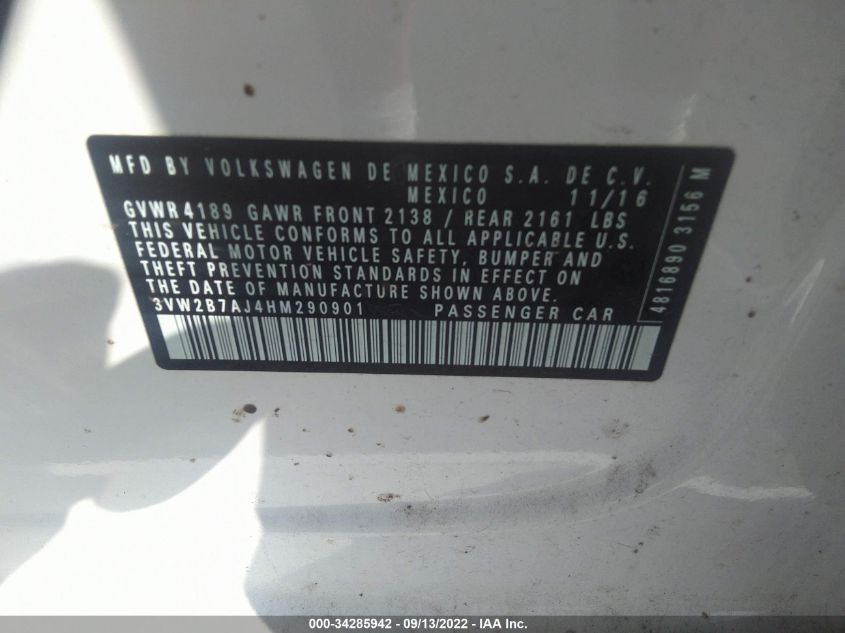 MFD BY VOLKSWAGEN DE MEXICO S.A. DE C.V.
MEXICO 11/16
GVWR 4189 GAWR FRONT 2138 / REAR 2161 LBS
THIS VEHICLE CONFORMS TO ALL APPLICABLE U.S.
FEDERAL MOTOR VEHICLE SAFETY, BUMPER AND
THEFT PREVENTION STANDARDS IN EFFECT ON
THE DATE OF MANUFACTURE SHOWN ABOVE.
3VW2B7AJ4HM290901 PASSENGER CAR
4816890 3156 M
000-34285942 - 09/13/2022 - IAA Inc.